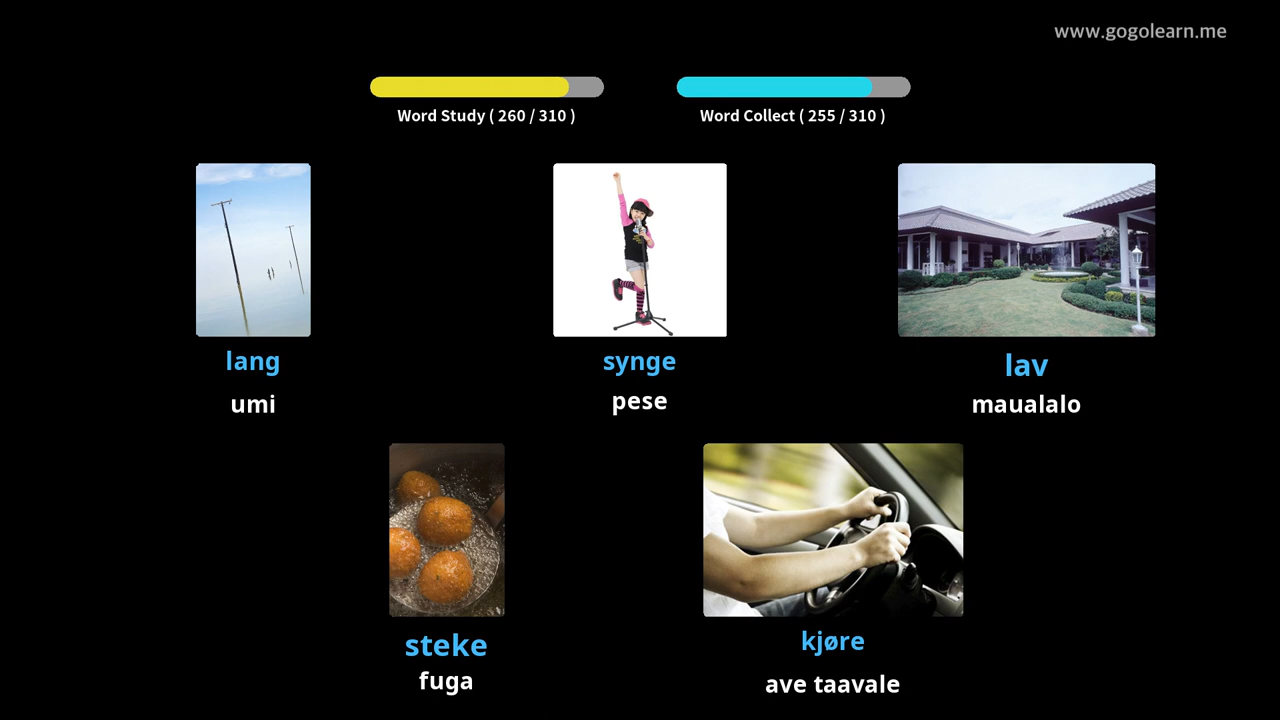 www.gogolearn.me
Word Study ( 260 / 310 )
Word Collect ( 255 / 310 )
lang
umi
synge
pese
lav
maualalo
steke
fuga
kjøre
ave taavale